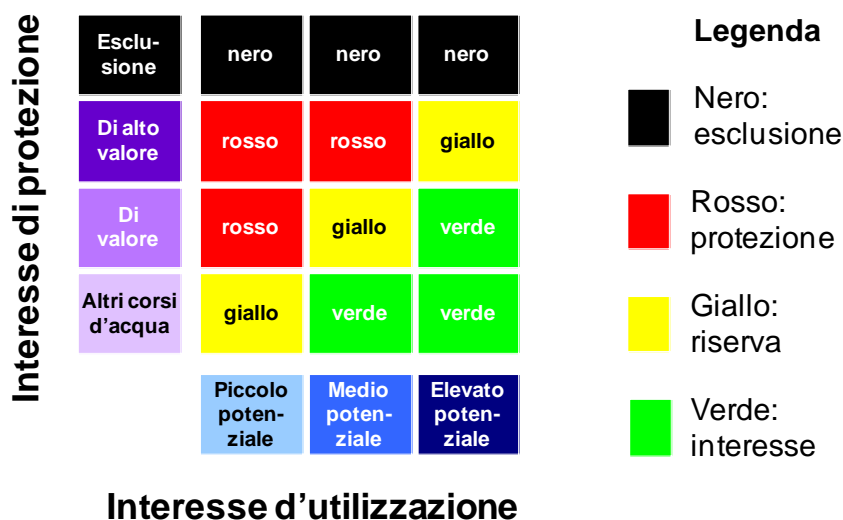 Interesse di protezione
Esclu-
sione
nero
nero
nero
Di alto
valore
rosso
rosso
giallo
Di
valore
rosso
giallo
verde
Altri corsi
d'acqua
giallo
verde
verde
Piccolo
poten-
ziale
Medio
poten-
ziale
Elevato
poten-
ziale
Interesse d'utilizzazione
Legenda
Nero:
esclusione
Rosso:
protezione
Giallo:
riserva
Verde:
interesse